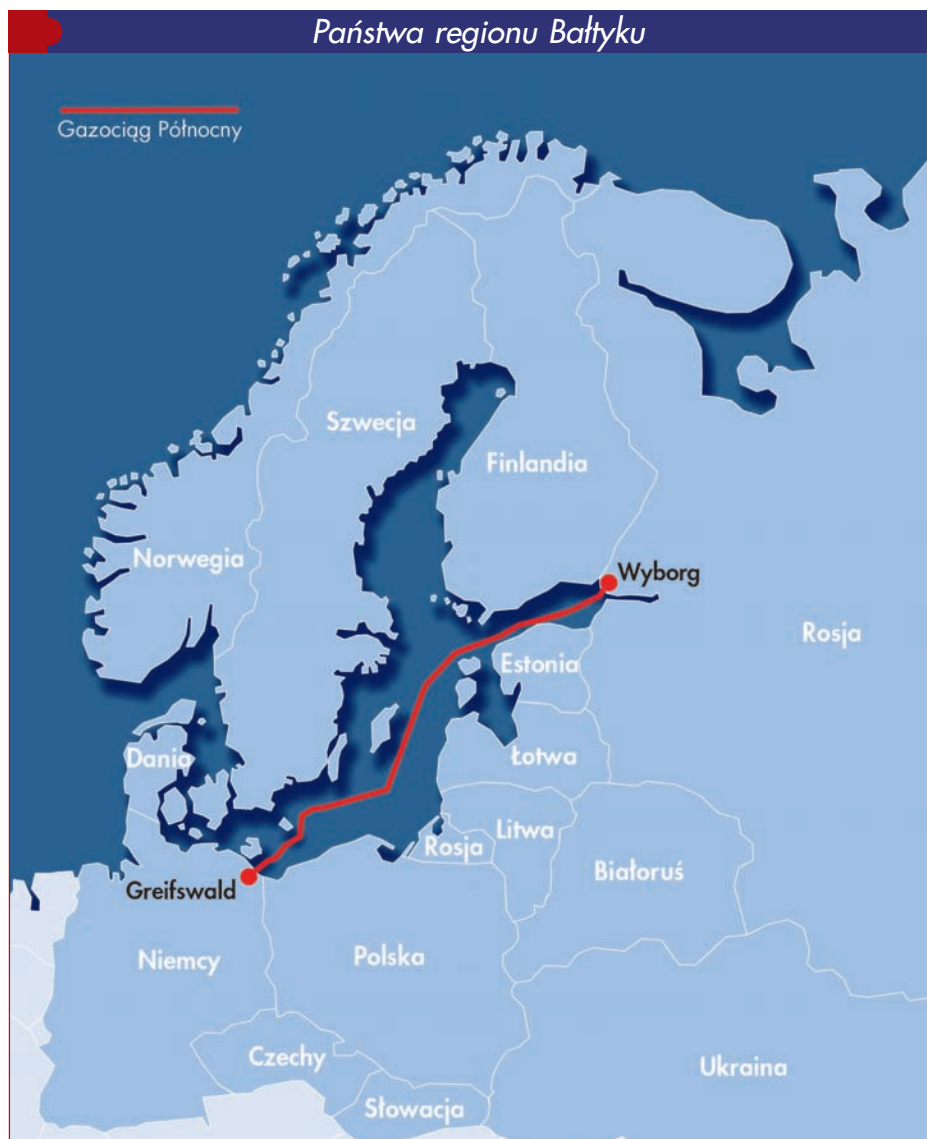 Państwa regionu Bałtyku
Gazociąg Północny
Szwecja
Finlandia
Norwegia
Wyborg
Rosja
Estonia
Dania
Łotwa
Litwa
Rosja
Białoruś
Greifswald
Niemcy
Polska
Czechy
Ukraina
Słowacja